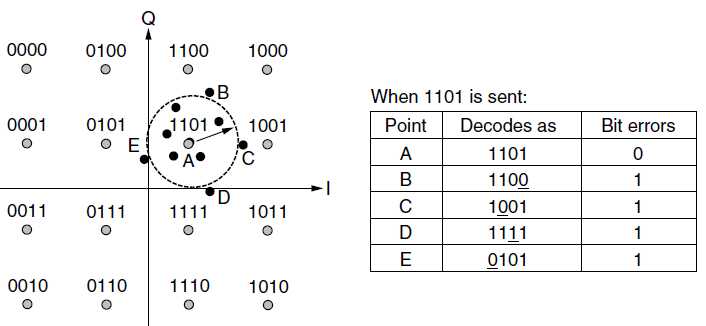 Q
0000 0100 1100 1000
B
0001 0101 1101 1001
E A C
D I
0011 0111 1111 1011
0010 0110 1110 1010
When 1101 is sent:
Point Decodes as Bit errors
A 1101 0
B 1100 1
C 1001 1
D 1111 1
E 0101 1